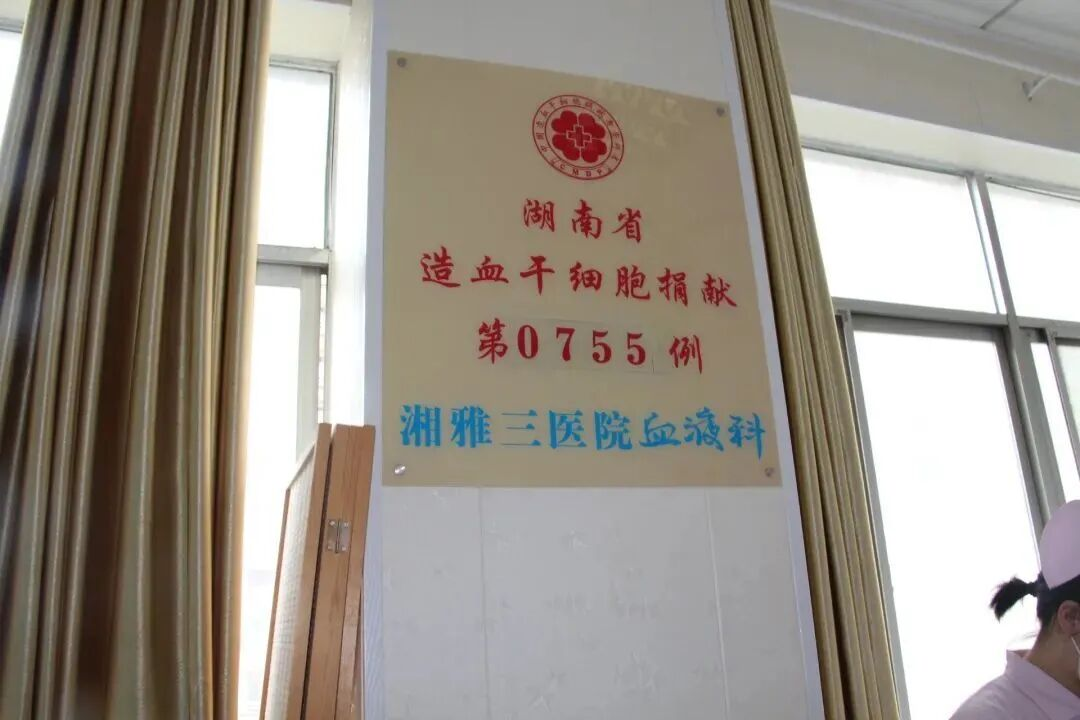 CMDP
湖南省
造血干细胞捐献
第0755例
湘雅三医院血液科